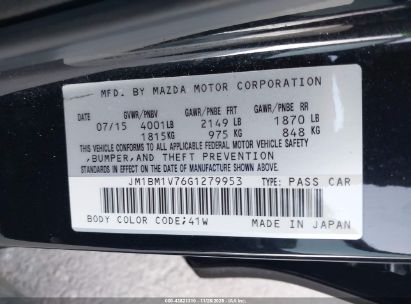 MFD. BY MAZDA MOTOR CORPORATION
DATE GVWR/PNBV GAWR/PNBE FRT GAWR/PNBE RR
07/15 4001LB 2149 LB 1870 LB
1815KG 975 KG 848 KG
THIS VEHICLE CONFORMS TO ALL APPLICABLE FEDERAL MOTOR VEHICLE SAFETY
,BUMPER,AND THEFT PREVENTION
STANDARDS IN EFFECT ON THE DATE OF MANUFACTURE SHOWN ABOVE.
JM1BM1V76G1279953 TYPE: PASS CAR
BODY COLOR CODE;41W MADE IN JAPAN